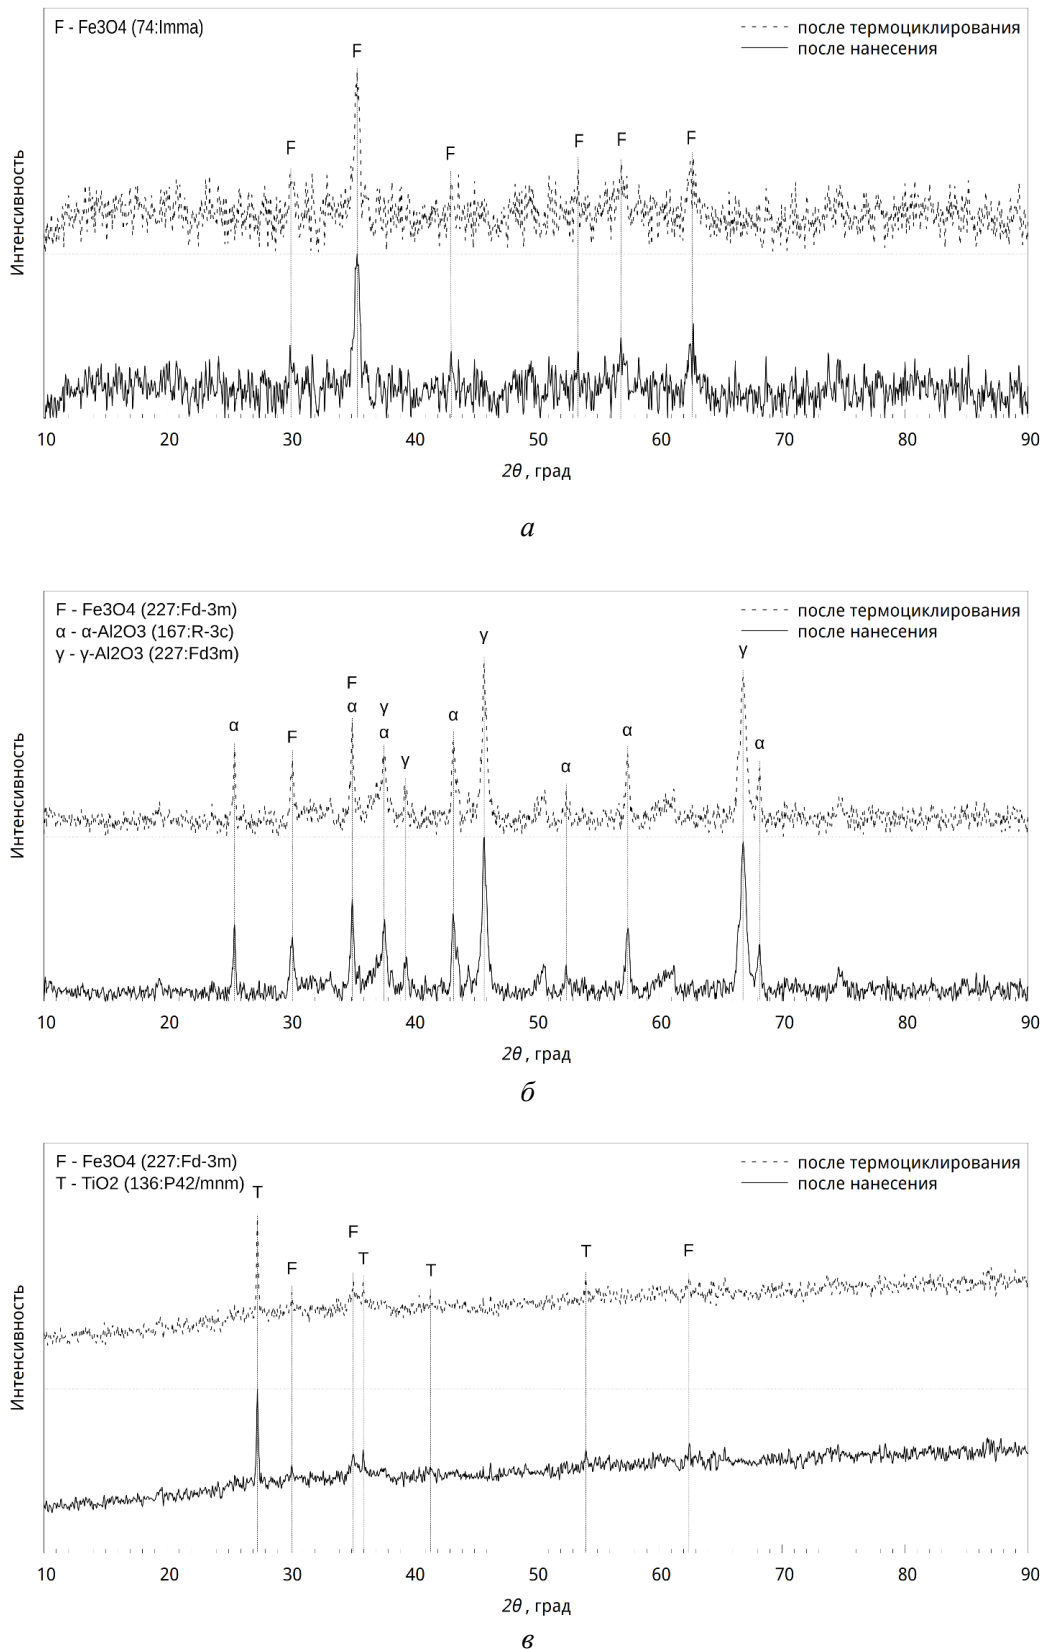 F - Fe3O4 (74:Imma)
после термоциклирования
после нанесения
F
F
F
F
F
F
Интенсивность
10 20 30 40 50 60 70 80 90
2θ , град
а
F - Fe3O4 (227:Fd-3m)
α - α-Al2O3 (167:R-3c)
γ - γ-Al2O3 (227:Fd3m)
после термоциклирования
после нанесения
α
F
F
α
γ
α
γ
α
γ
α
α
γ
α
Интенсивность
10 20 30 40 50 60 70 80 90
2θ , град
б
F - Fe3O4 (227:Fd-3m)
T - TiO2 (136:P42/mnm)
после термоциклирования
после нанесения
T
F
F
T
T
T
F
Интенсивность
10 20 30 40 50 60 70 80 90
2θ , град
в